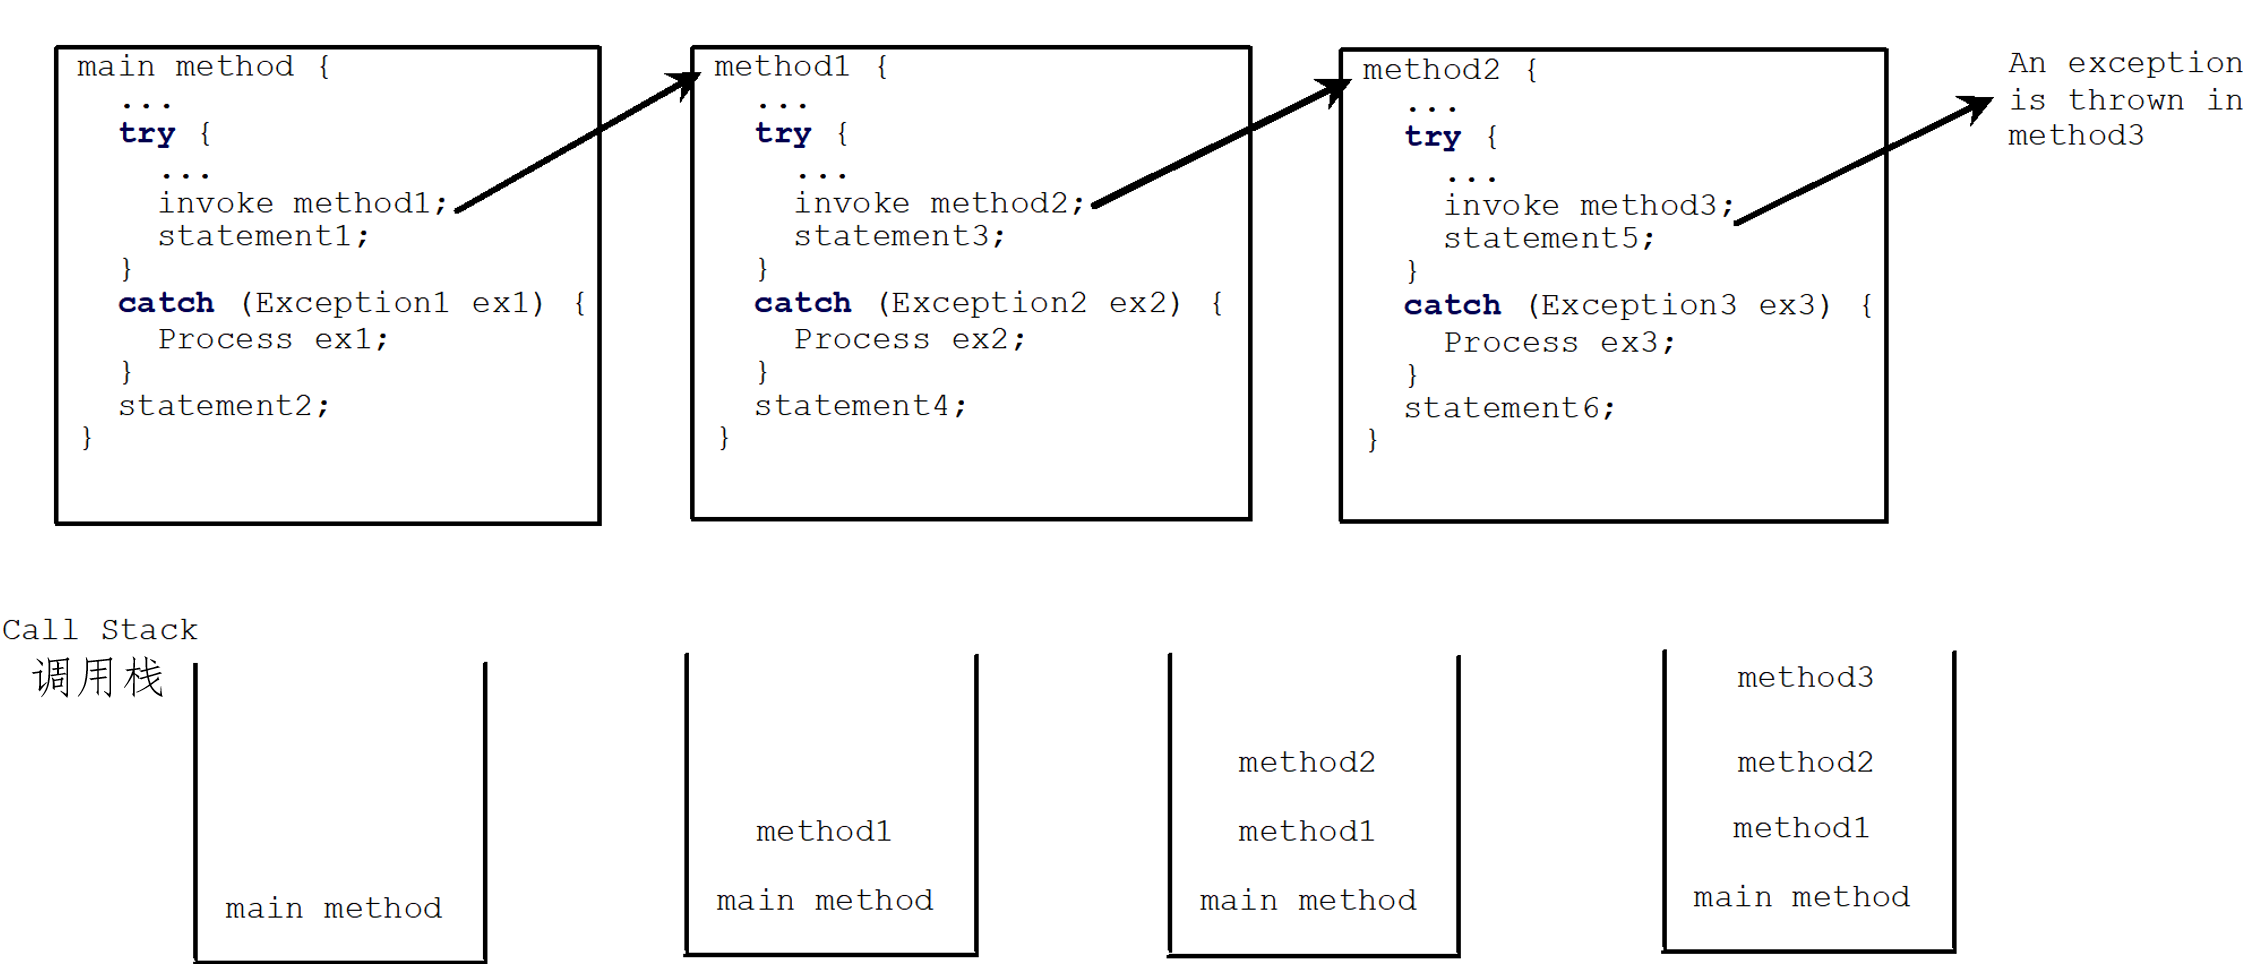 main method {
...
try {
...
invoke method1;
statement1;
}
catch (Exception1 ex1) {
Process ex1;
}
statement2;
}
method1 {
...
try {
...
invoke method2;
statement3;
}
catch (Exception2 ex2) {
Process ex2;
}
statement4;
}
method2 {
...
try {
...
invoke method3;
statement5;
}
catch (Exception3 ex3) {
Process ex3;
}
statement6;
}
An exception
is thrown in
method3
Call Stack
调用栈
main method
method1
main method
method2
method1
main method
method3
method2
method1
main method